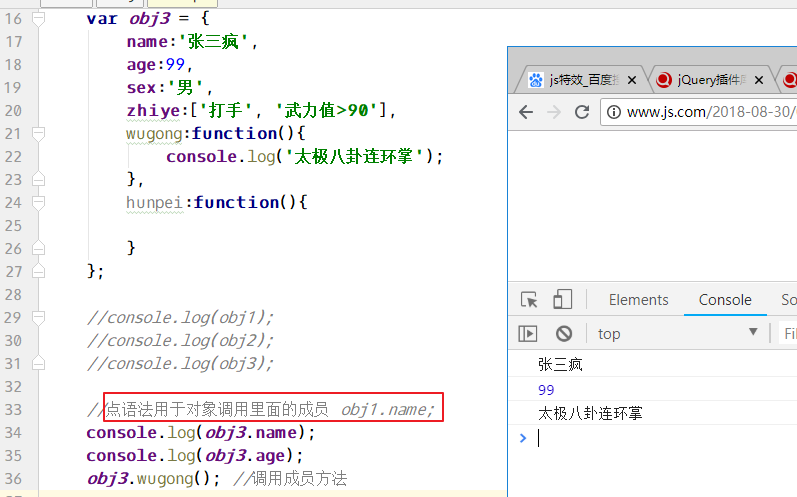 16 var obj3 = {
17 name:'张三疯',
18 age:99,
19 sex:'男',
20 zhiye:['打手', '武力值>90'],
21 wugong:function(){
22 console.log('太极八卦连环掌');
23 },
24 hunpei:function(){
25
26 }
27 };
28
29 //console.log(obj1);
30 //console.log(obj2);
31 //console.log(obj3);
32
33 //点语法用于对象调用里面的成员 obj1.name;
34 console.log(obj3.name);
35 console.log(obj3.age);
36 obj3.wugong(); //调用成员方法
js特效_百度 × jQuery插件 ×
www.js.com/2018-08-30/
Elements Console So
top Fil
张三疯
99
太极八卦连环掌
>